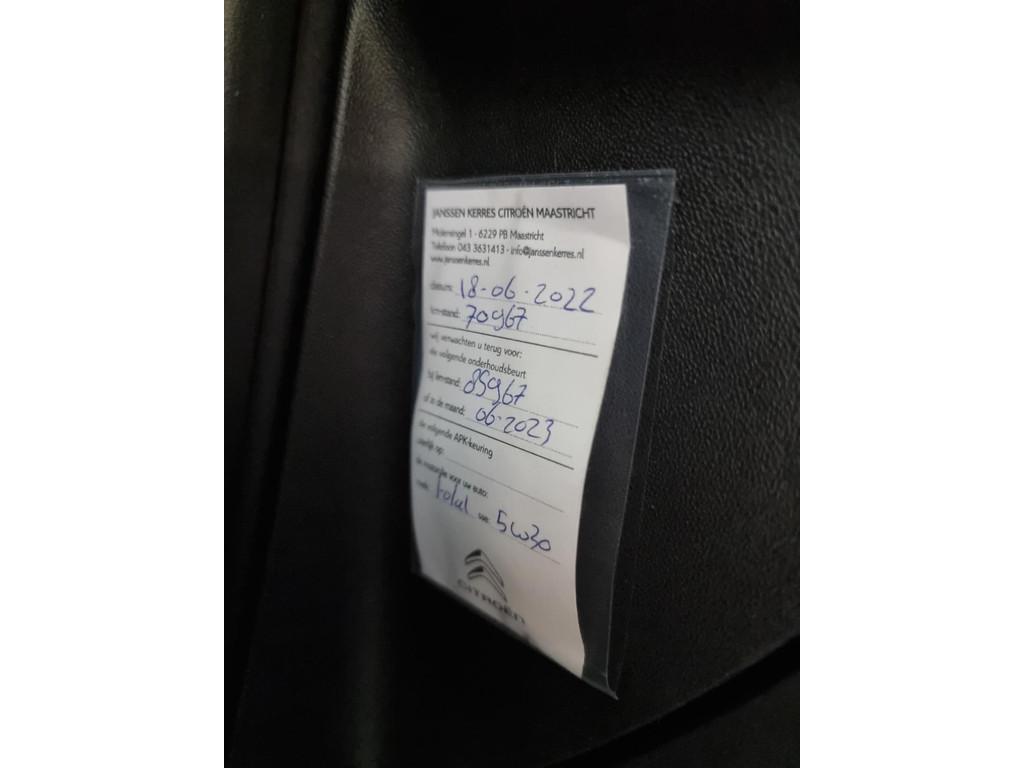 JANSSEN KERRES CITROËN MAASTRICHT
Molensingel 1 - 6229 PB Maastricht
Telefoon 043 3631413 - info@janssenkerres.nl
www.janssenkerres.nl
datum: 18-06-2022
km-stand: 70967
wij verwachten u terug voor:
de volgende onderhoudsbeurt
bij km-stand: 85967
of in de maand: 06-2023
de volgende APK-keuring
uiterlijk op:
de motorolie voor uw auto:
merk: total sae: 5w30
CITROËN